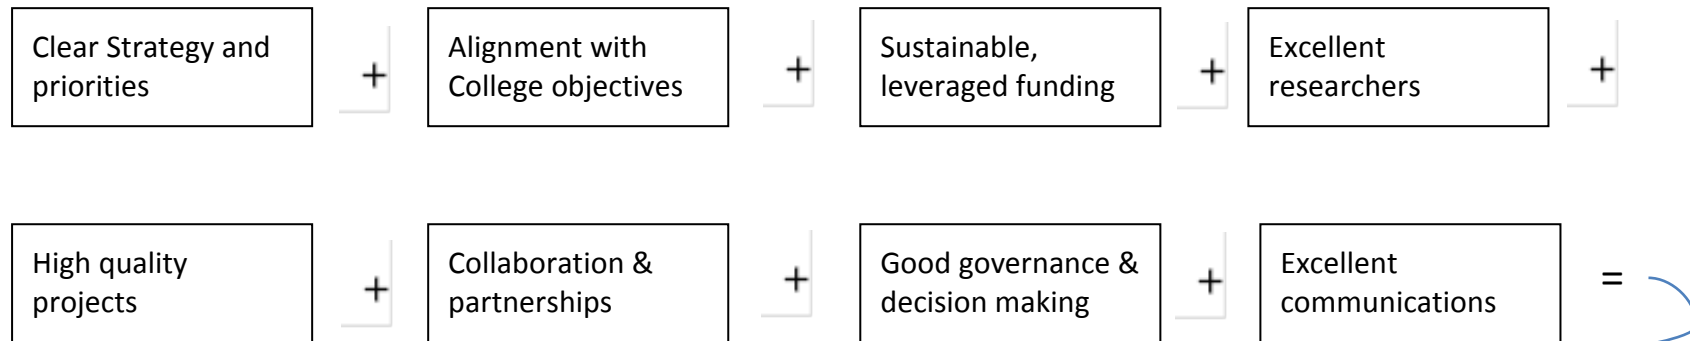 Clear Strategy and
priorities
+
Alignment with
College objectives
+
Sustainable,
leveraged funding
+
Excellent
researchers
+
High quality
projects
+
Collaboration &
partnerships
+
Good governance &
decision making
+
Excellent
communications
=